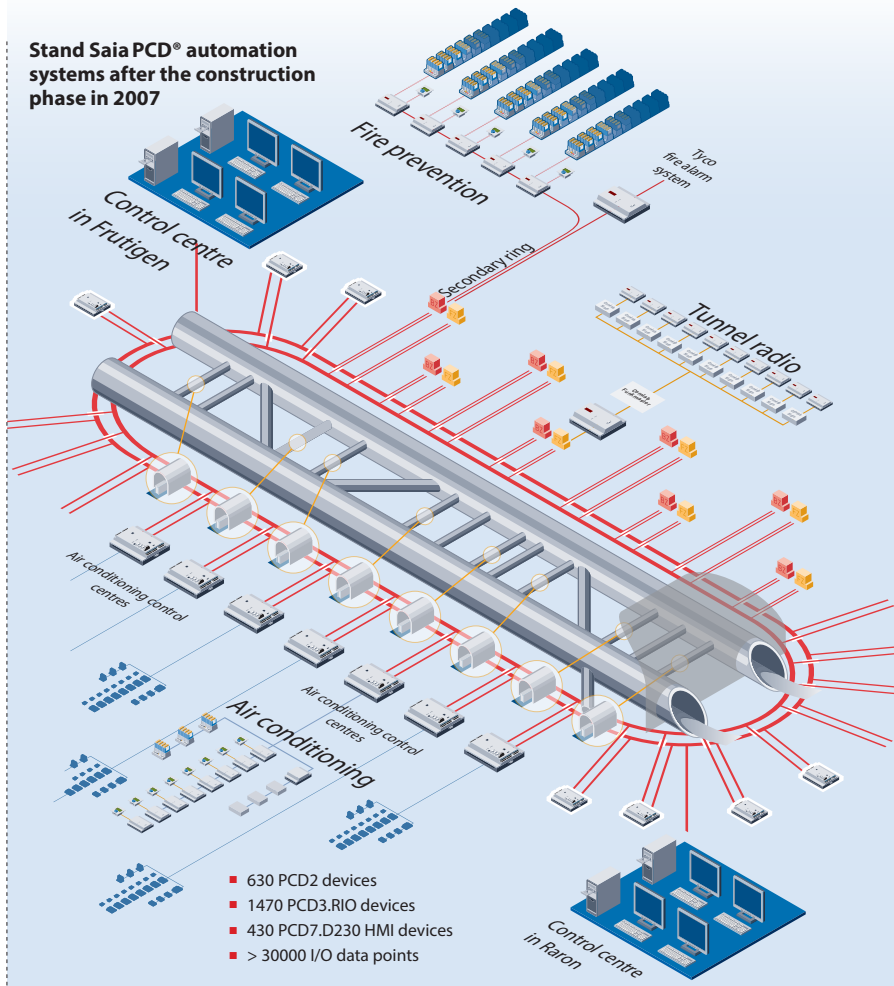 Stand Saia PCD® automation
systems after the construction
phase in 2007
Fire prevention
Tyco
fire alarm
system
Control centre
in Frutigen
Secondary ring
Tunnel radio
Air conditioning control
centres
Air conditioning control
centres
Air conditioning
▪ 630 PCD2 devices
▪ 1470 PCD3.RIO devices
▪ 430 PCD7.D230 HMI devices
▪ > 30000 I/O data points
Control centre
in Raron